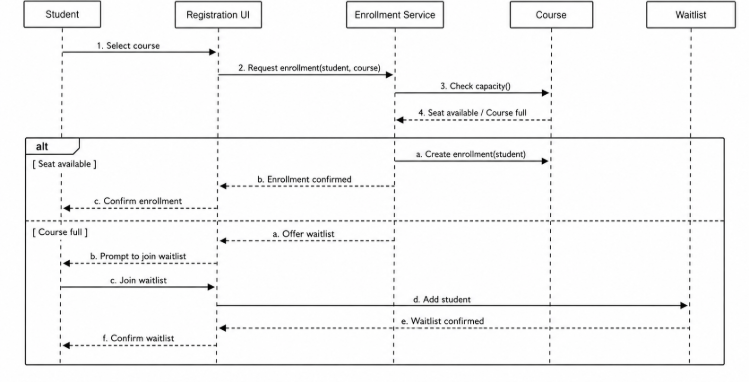 Student
Registration UI
Enrollment Service
Course
Waitlist
1. Select course
2. Request enrollment(student, course)
3. Check capacity()
4. Seat available / Course full
alt
[ Seat available ]
a. Create enrollment(student)
b. Enrollment confirmed
c. Confirm enrollment
[ Course full ]
a. Offer waitlist
b. Prompt to join waitlist
c. Join waitlist
d. Add student
e. Waitlist confirmed
f. Confirm waitlist